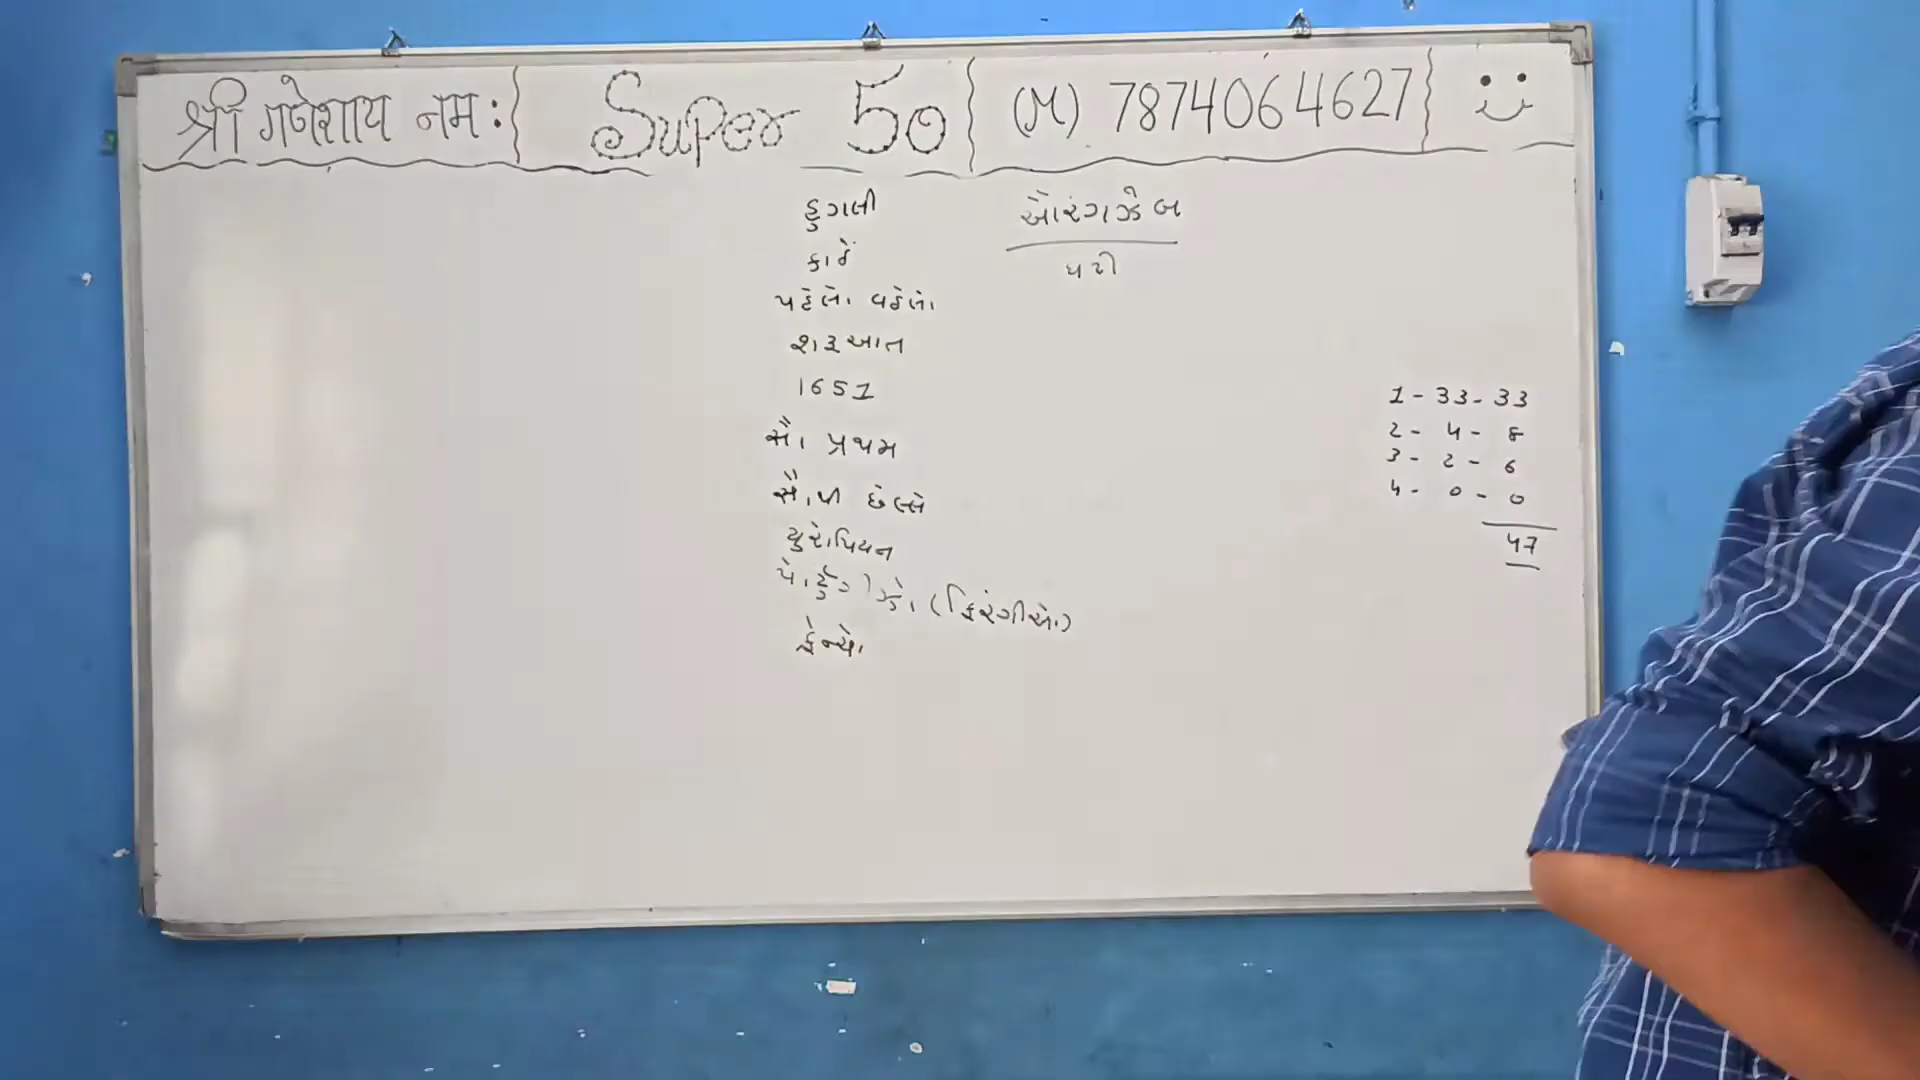 श्री गणेशाय नमः Super 50 (M) 7874064627
હુગલી
કાંઠે
પહેલા વહેલા
શરૂઆત
1651
સૌ પ્રથમ
સૌથી છેલ્લે
યુરોપિયન
પોર્ટુગીઝો (ફિરંગીઓ)
ફ્રેન્ચો
ઔરંગઝેબ
પછી
1 - 33 - 33
2 - 4 - 8
3 - 2 - 6
4 - 0 - 0
47